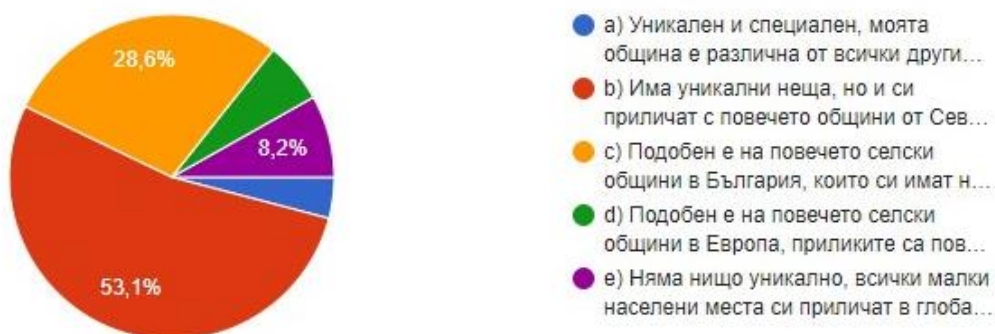 28,6%
8,2%
53,1%
a) Уникален и специален, моята
община е различна от всички други...
b) Има уникални неща, но и си
приличат с повечето общини от Сев...
c) Подобен е на повечето селски
общини в България, които си имат н...
d) Подобен е на повечето селски
общини в Европа, приликите са пов...
e) Няма нищо уникално, всички малки
населени места си приличат в глоба...